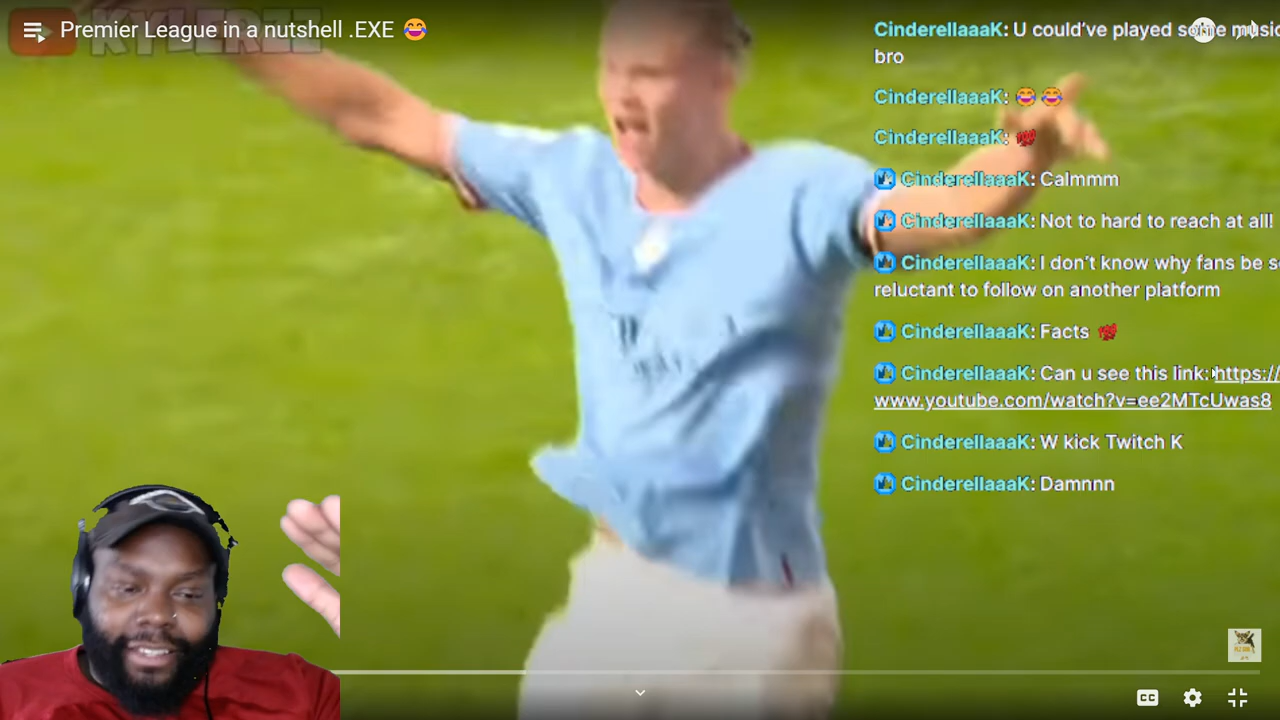 Premier League in a nutshell .EXE 😂
KYLEREZ
CinderellaaaK: U could've played some music
bro
CinderellaaaK: 😂😂
CinderellaaaK: 💯
CinderellaaaK: Calmmm
CinderellaaaK: Not to hard to reach at all!
CinderellaaaK: I don't know why fans be s
reluctant to follow on another platform
CinderellaaaK: Facts 💯
CinderellaaaK: Can u see this link: https://
www.youtube.com/watch?v=ee2MTcUwas8
CinderellaaaK: W kick Twitch K
CinderellaaaK: Damnnn
CC